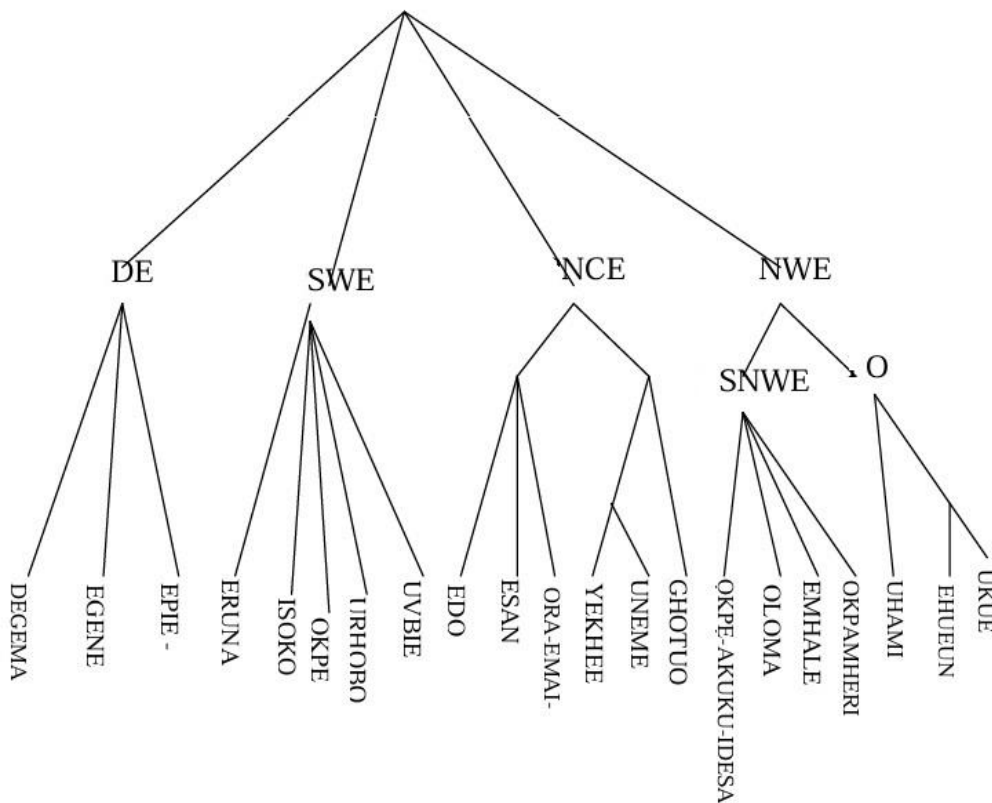 DE
SWE
NCE
NWE
SNWE
O
DEGEMA
EGENE
EPIE -
ERUNA
ISOKO
OKPE
URHOBO
UVBIE
EDO
ESAN
ORA-EMAI-
YEKHEE
UNEME
GHOTUO
ỌKPẸ-AKUKU-IDESA
OLOMA
EMHALE
OKPAMHERI
UHAMI
EHUEUN
UKUE